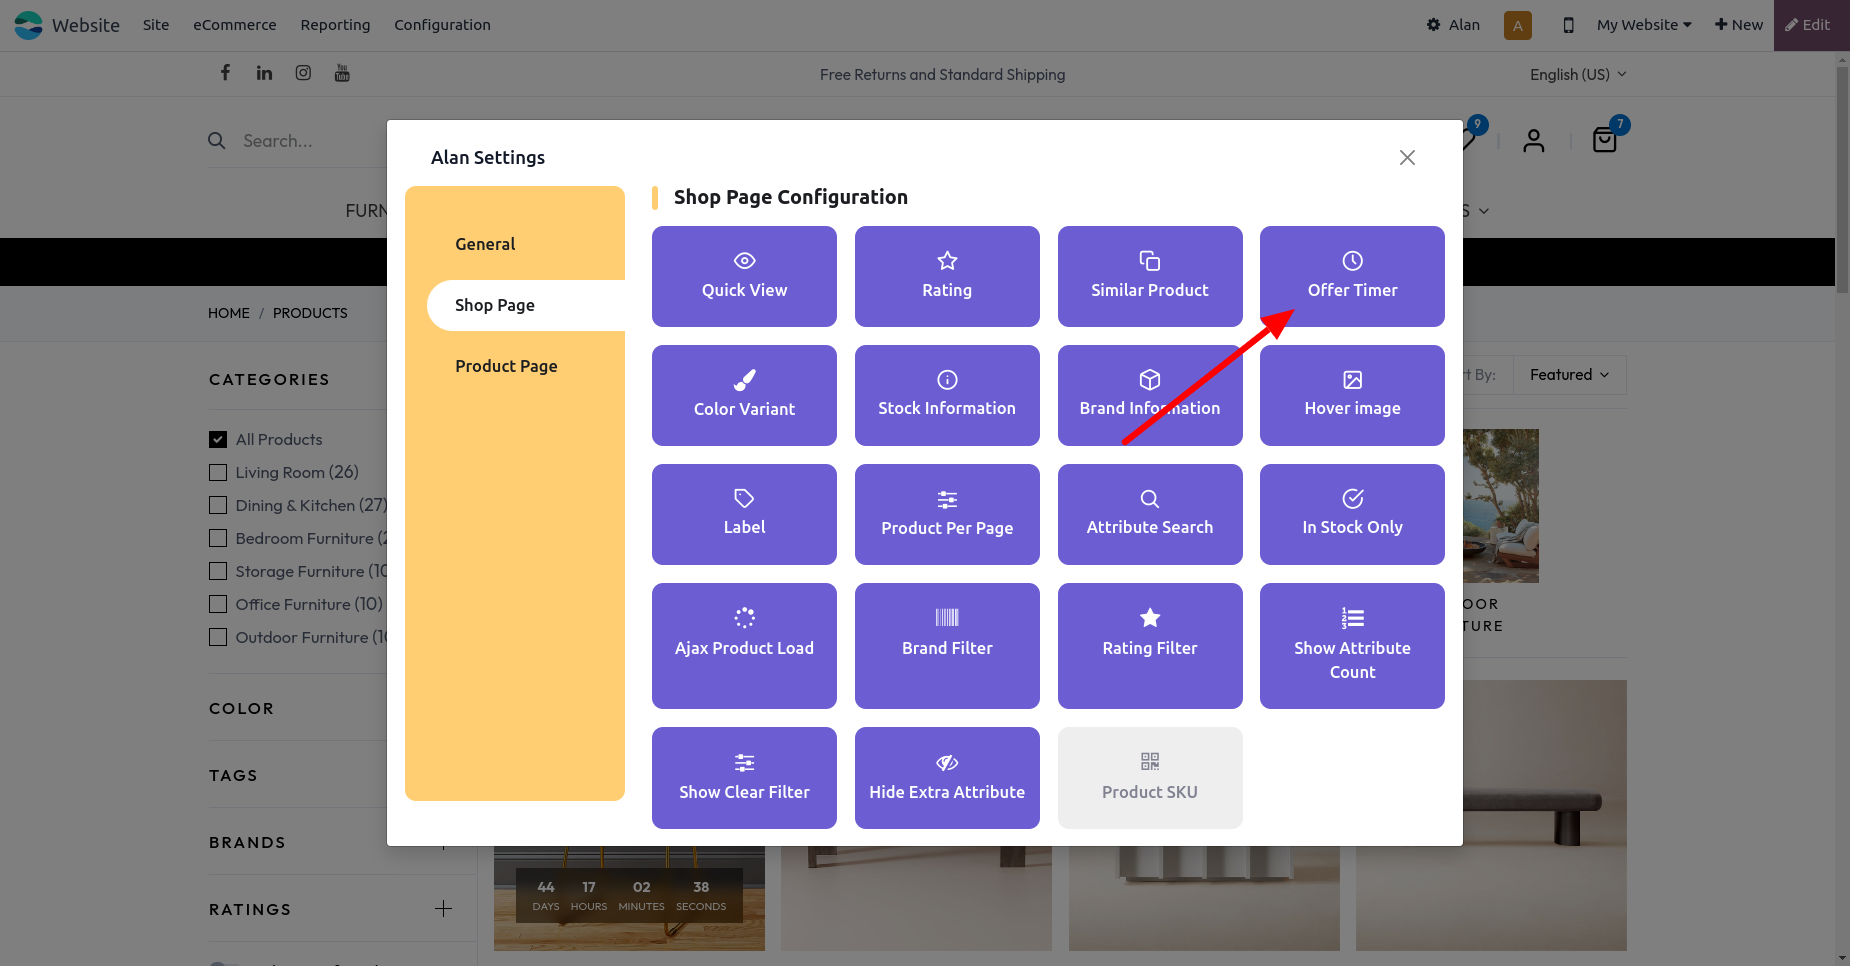 Website Site eCommerce Reporting Configuration Alan A My Website New Edit
You Tube
Free Returns and Standard Shipping
English (US)
Search...
9
7
Alan Settings
General
Shop Page
Product Page
Shop Page Configuration
Quick View
Rating
Similar Product
Offer Timer
Color Variant
Stock Information
Brand Information
Hover image
Label
Product Per Page
Attribute Search
In Stock Only
Ajax Product Load
Brand Filter
Rating Filter
Show Attribute
Count
Show Clear Filter
Hide Extra Attribute
Product SKU
HOME / PRODUCTS
CATEGORIES
All Products
Living Room (26)
Dining & Kitchen (27)
Bedroom Furniture
Storage Furniture
Office Furniture (10)
Outdoor Furniture
COLOR
TAGS
BRANDS
RATINGS
By:
Featured
44 17 02 38
DAYS HOURS MINUTES SECONDS